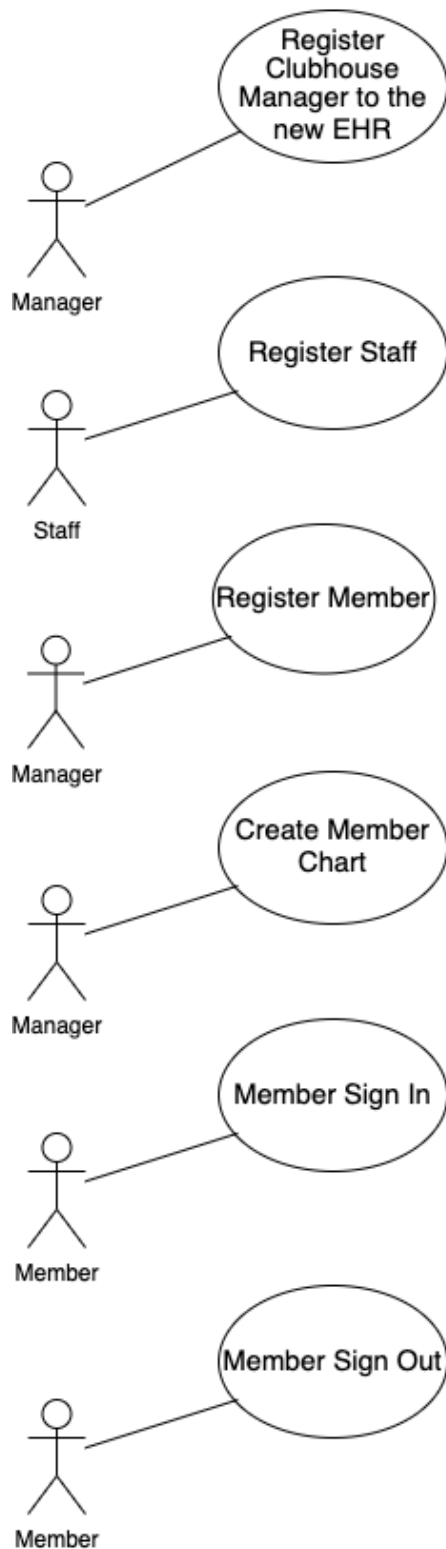 Register
Clubhouse
Manager to the
new EHR
Manager
Register Staff
Staff
Register Member
Manager
Create Member
Chart
Manager
Member Sign In
Member
Member Sign Out
Member